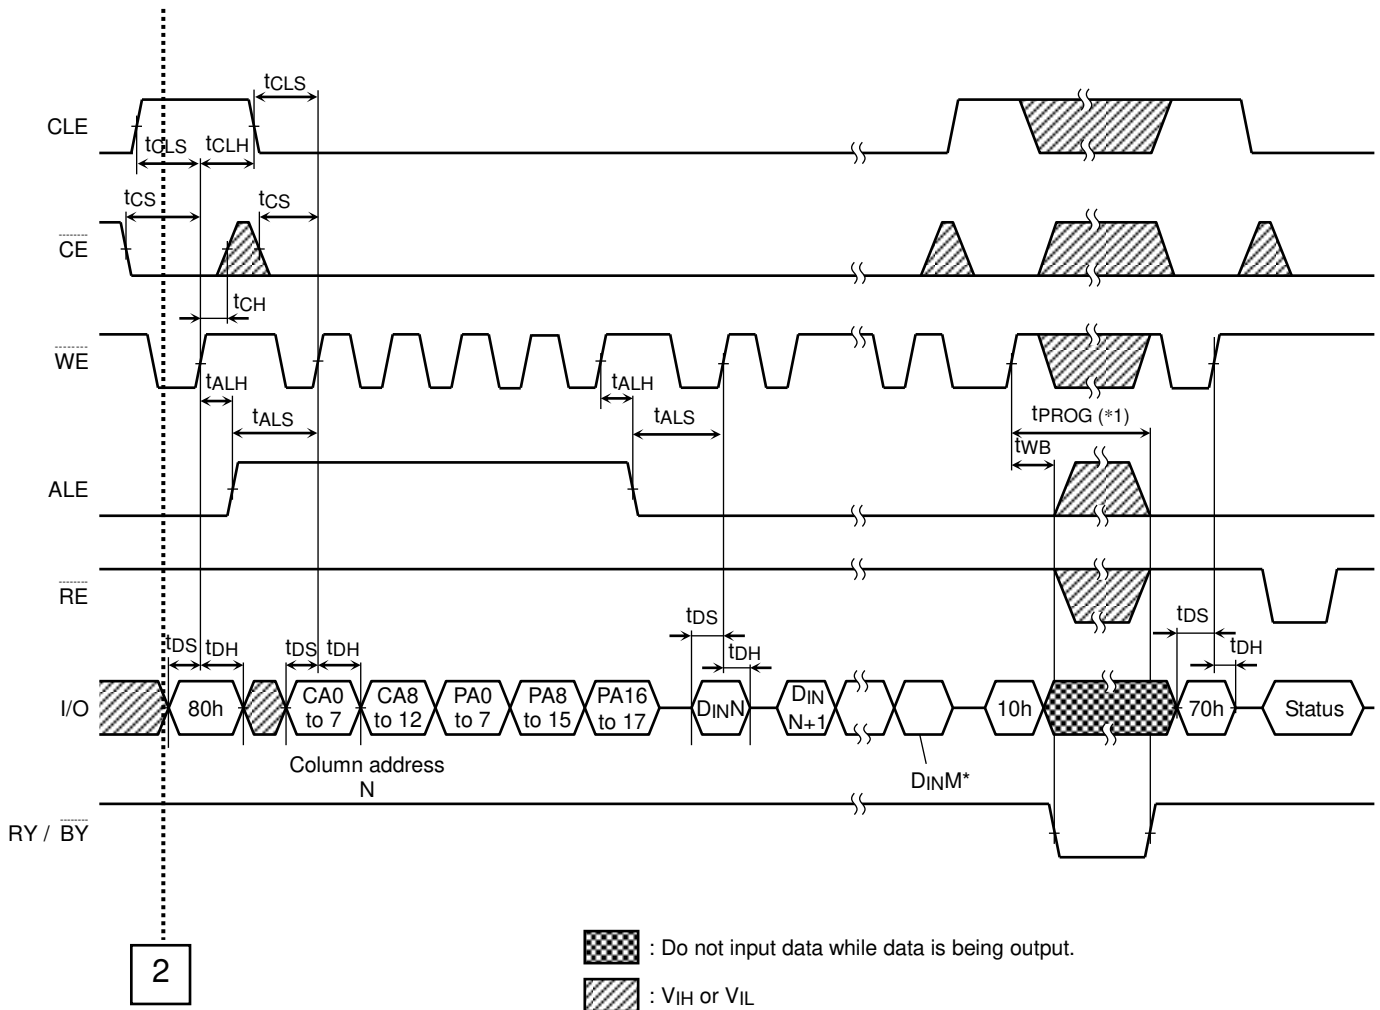 tCLS
CLE
tCLS tCLH
tCS tCS
CE
tCH
WE
tALH tALH
tALS tALS
tPROG (*1)
tWB
ALE
RE
tDS tDH tDS tDH tDS tDH tDS tDH
I/O 80h CA0 to 7 CA8 to 12 PA0 to 7 PA8 to 15 PA16 to 17 DINN DIN N+1 10h 70h Status
Column address
N
DINM*
RY / BY
2
: Do not input data while data is being output.
: VIH or VIL